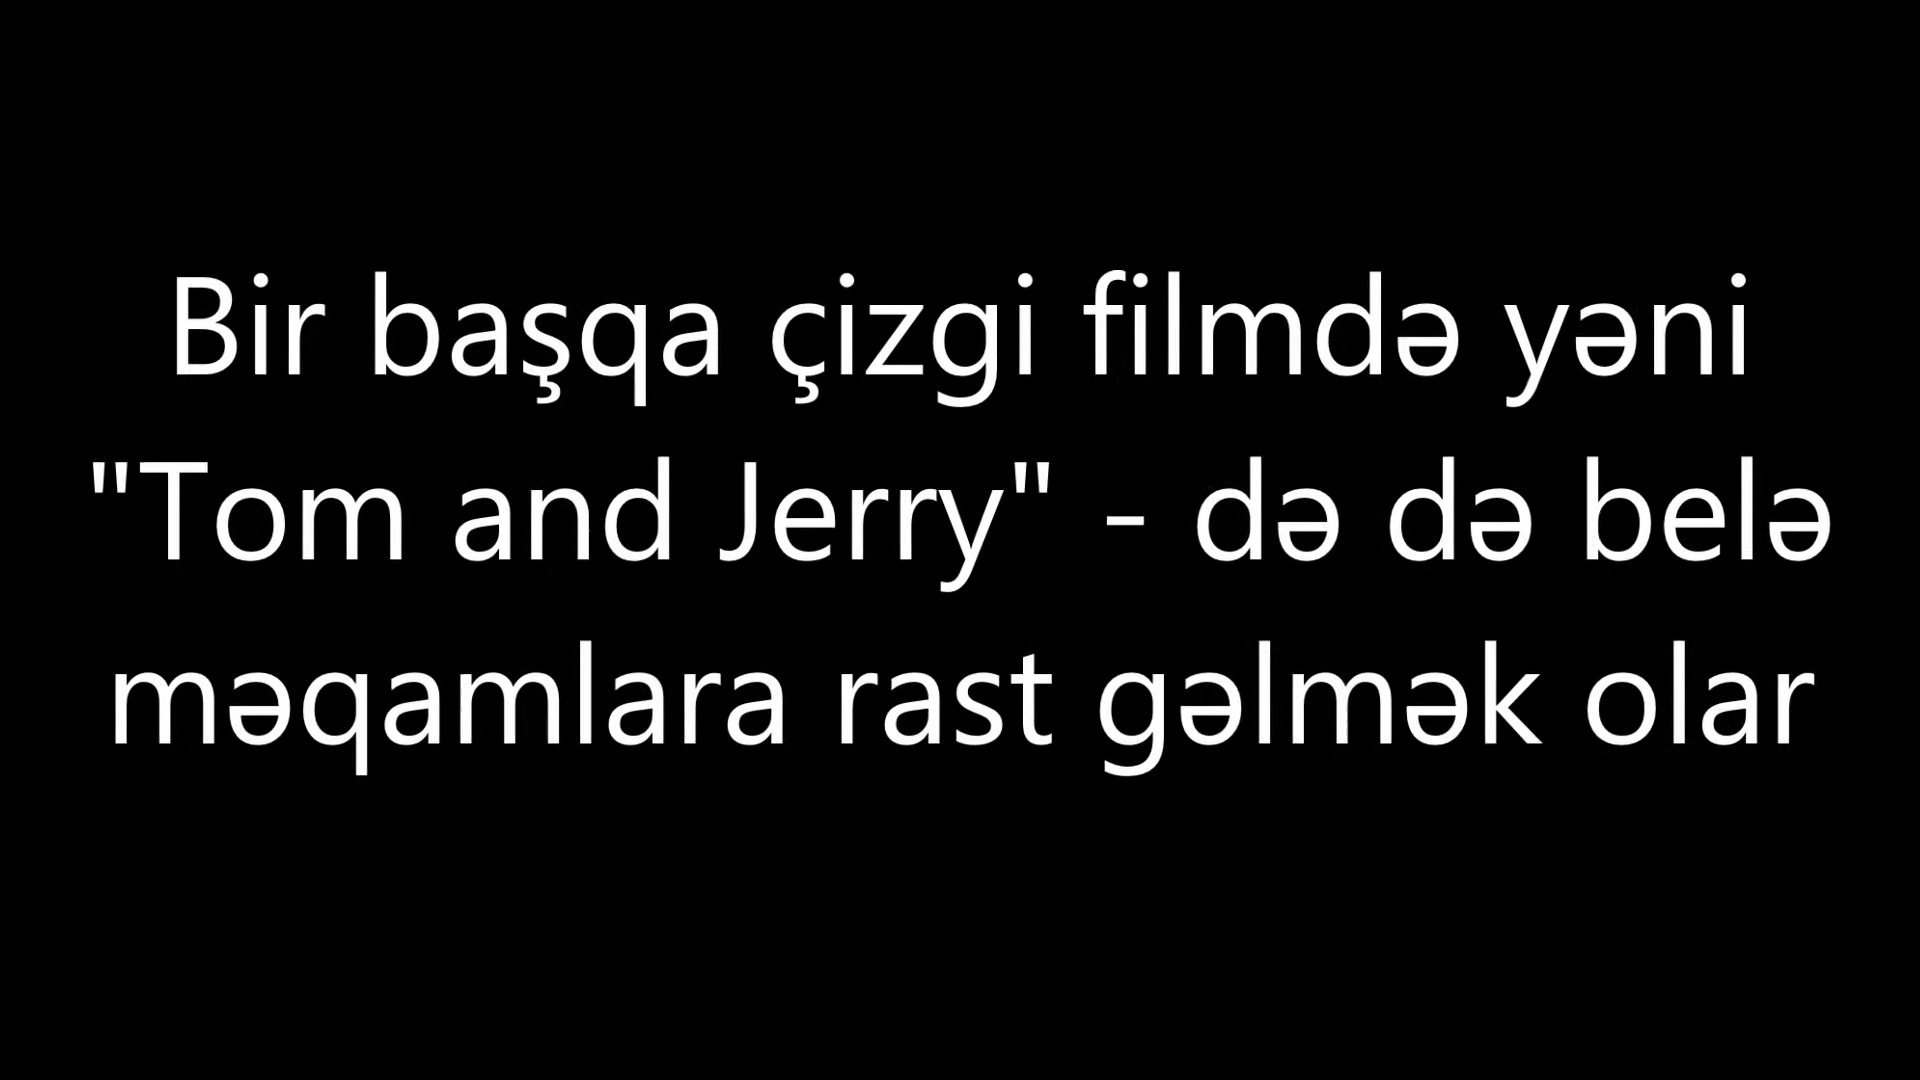 Bir başqa çizgi filmdə yəni
"Tom and Jerry" - də də belə
məqamlara rast gəlmək olar